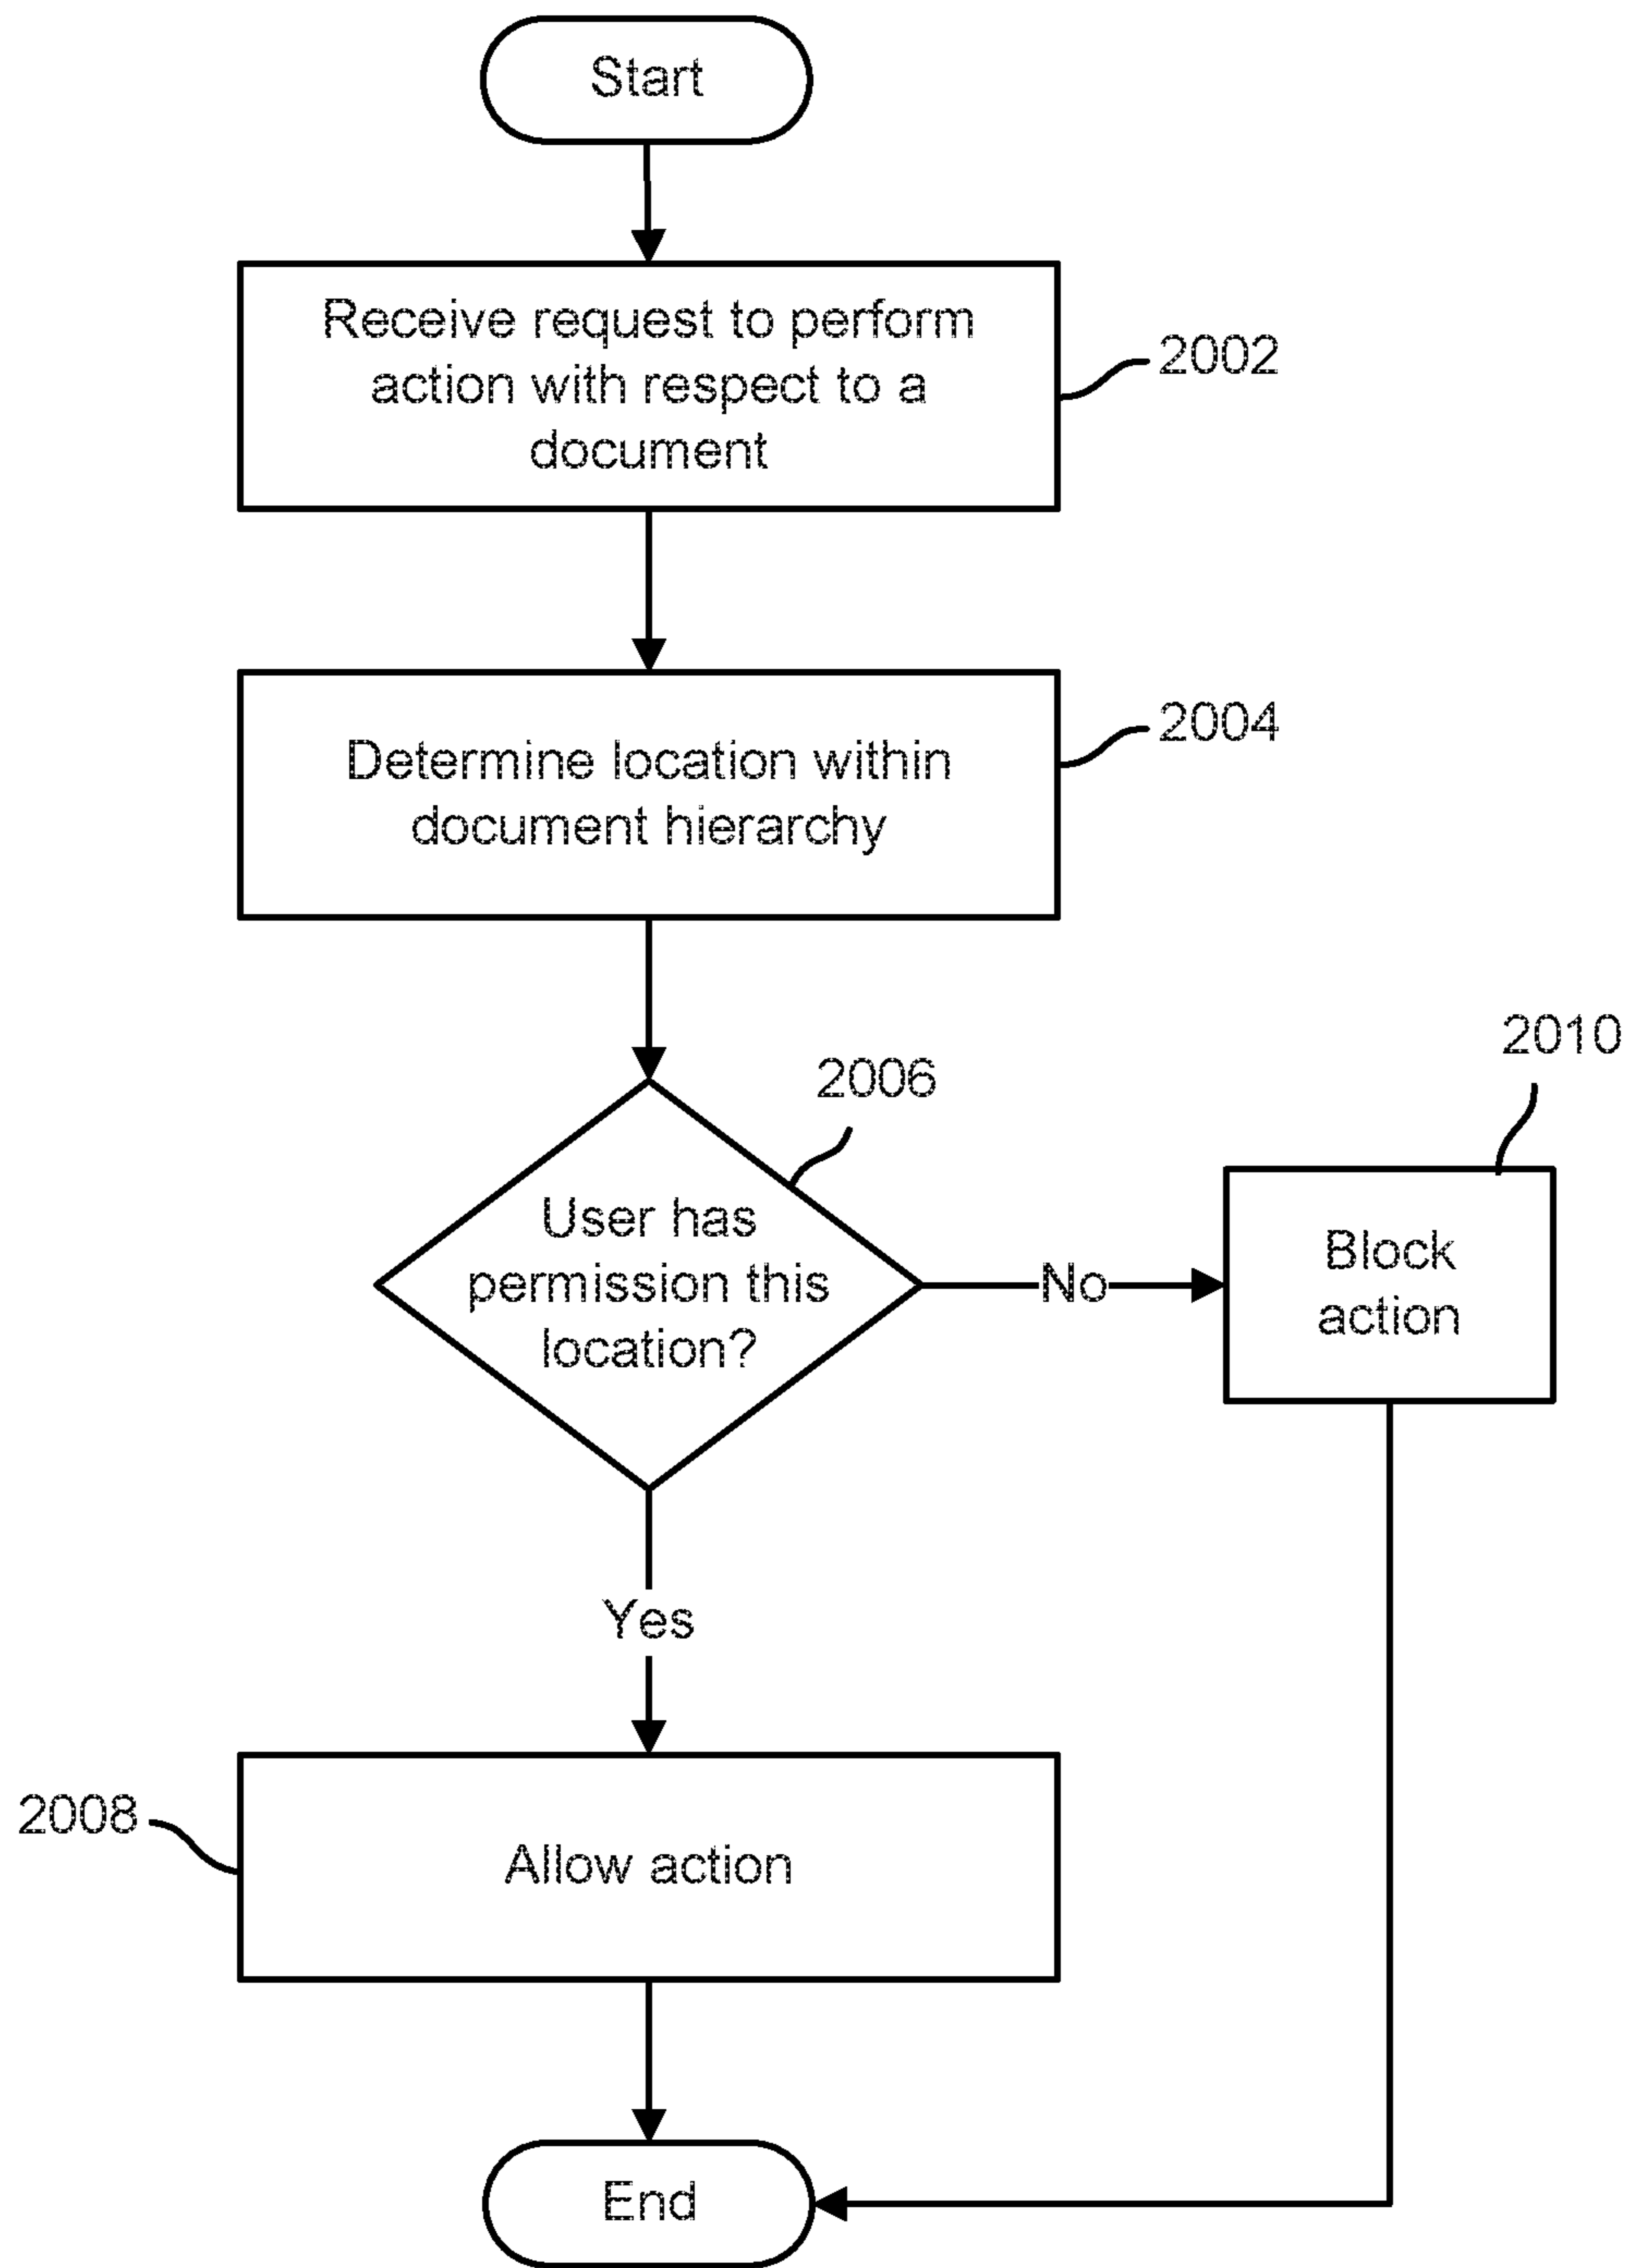 Start
Receive request to perform
action with respect to a
document
2002
Determine location within
document hierarchy
2004
2006
User has
permission this
location?
No
2010
Block
action
Yes
2008
Allow action
End